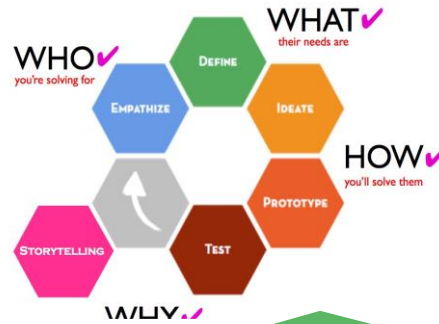 WHAT✔
their needs are
WHO✔
you're solving for
DEFINE
EMPATHIZE
IDEATE
HOW✔
you'll solve them
PROTOTYPE
STORYTELLING
TEST
WHY✔